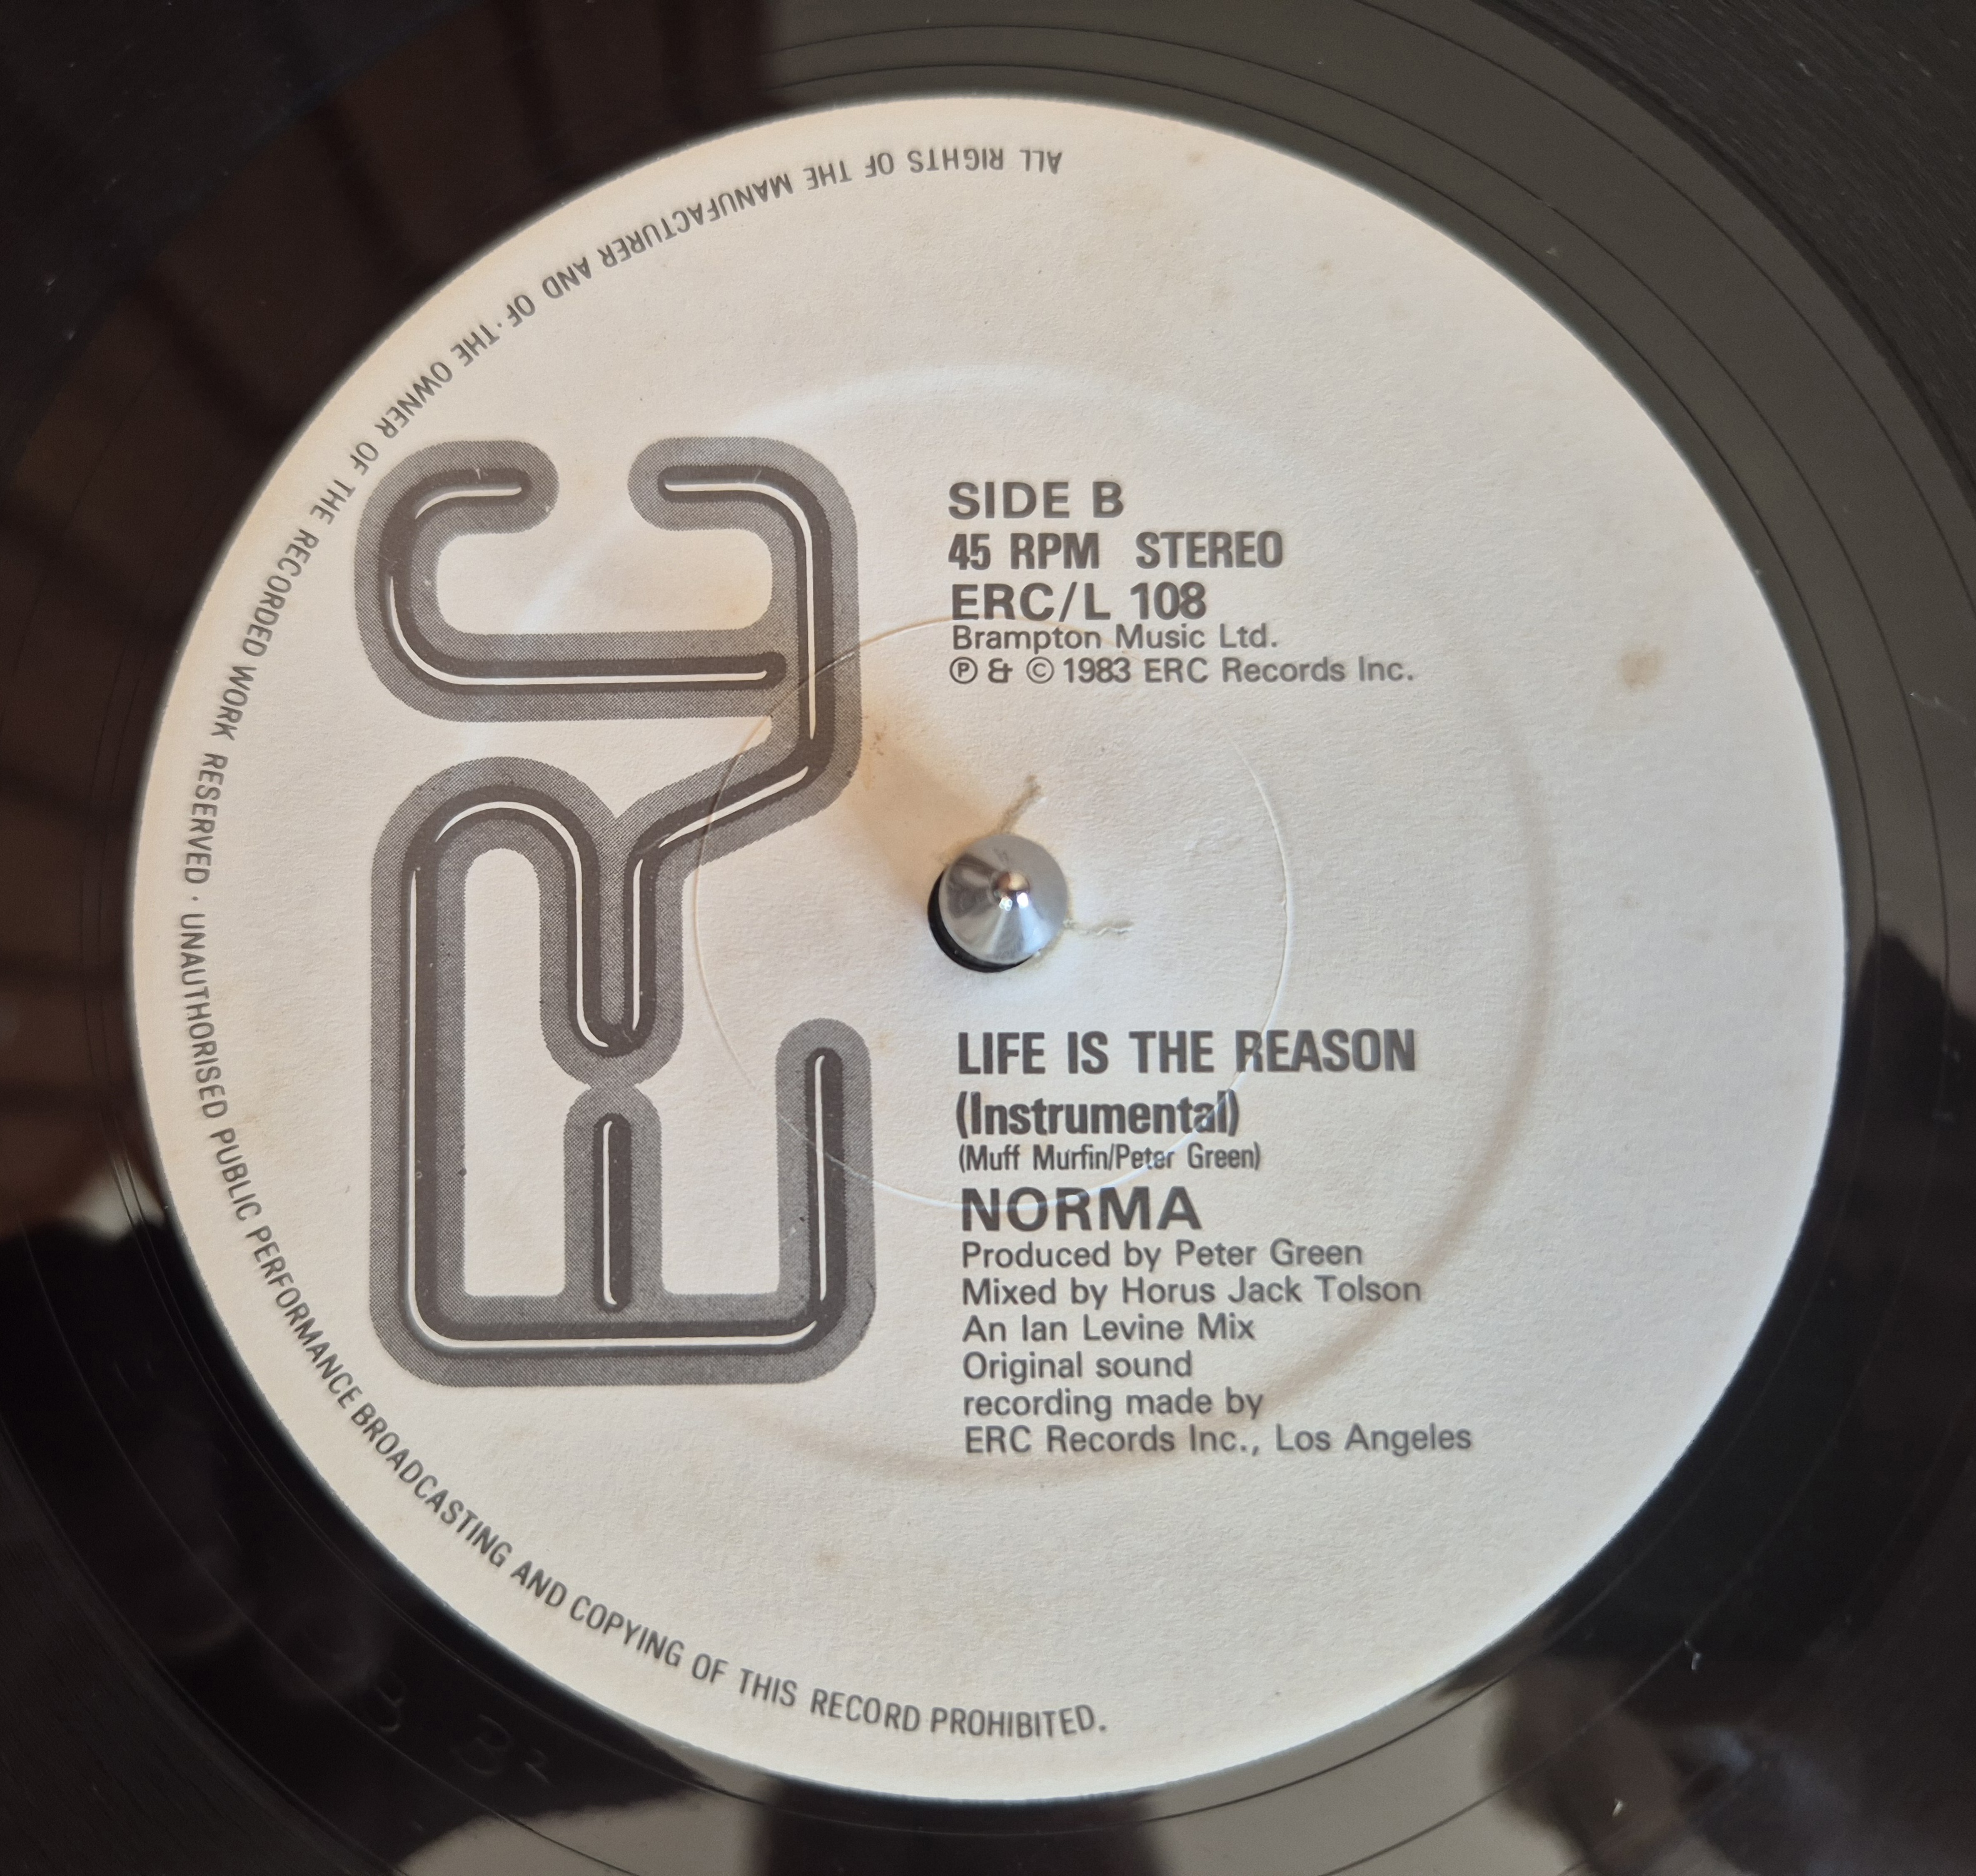 ALL RIGHTS OF THE MANUFACTURER AND OF · THE OWNER OF THE RECORDED WORK RESERVED · UNAUTHORISED PUBLIC PERFORMANCE BROADCASTING AND COPYING OF THIS RECORD PROHIBITED.
ERC
SIDE B
45 RPM STEREO
ERC/L 108
Brampton Music Ltd.
Ⓟ & © 1983 ERC Records Inc.
LIFE IS THE REASON
(Instrumental)
(Muff Murfin/Peter Green)
NORMA
Produced by Peter Green
Mixed by Horus Jack Tolson
An Ian Levine Mix
Original sound
recording made by
ERC Records Inc., Los Angeles